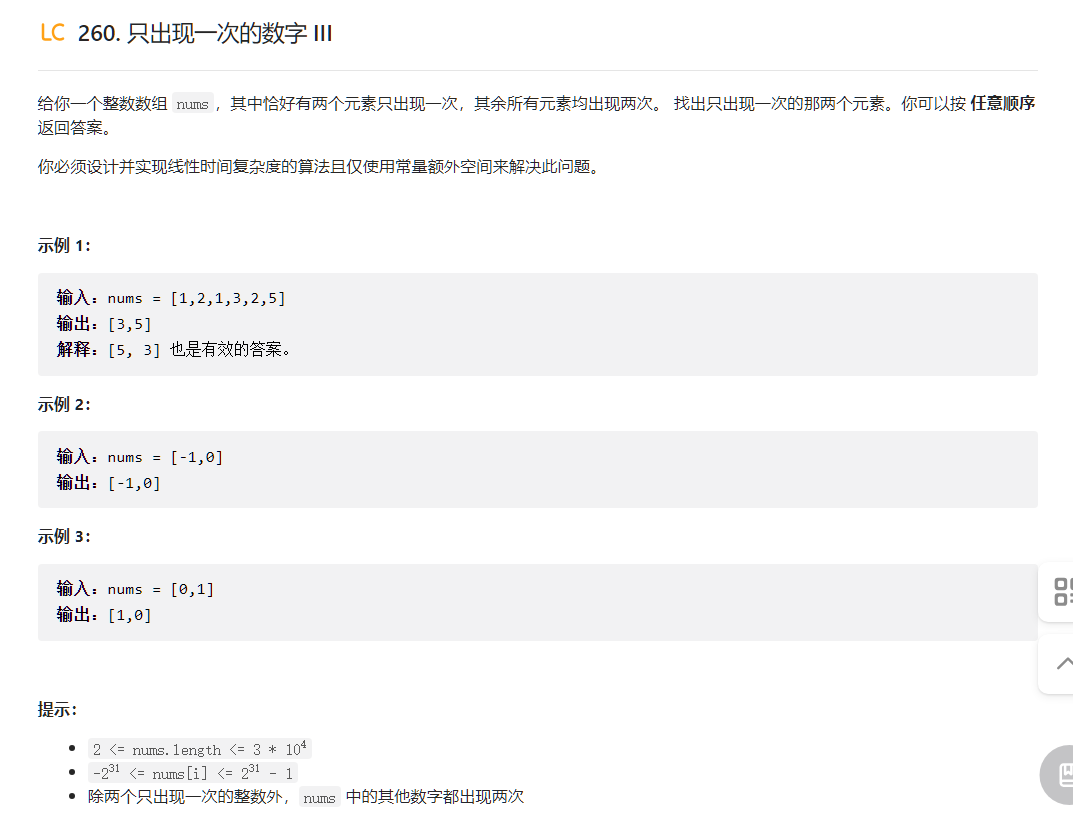 LC 260. 只出现一次的数字 III
给你一个整数数组 nums，其中恰好有两个元素只出现一次，其余所有元素均出现两次。 找出只出现一次的那两个元素。你可以按 任意顺序
返回答案。
你必须设计并实现线性时间复杂度的算法且仅使用常量额外空间来解决此问题。
示例 1：
输入：nums = [1,2,1,3,2,5]
输出：[3,5]
解释：[5, 3] 也是有效的答案。
示例 2：
输入：nums = [-1,0]
输出：[-1,0]
示例 3：
输入：nums = [0,1]
输出：[1,0]
提示：
• 2 <= nums.length <= 3 * 10⁴
• -2³¹ <= nums[i] <= 2³¹ - 1
• 除两个只出现一次的整数外，nums 中的其他数字都出现两次